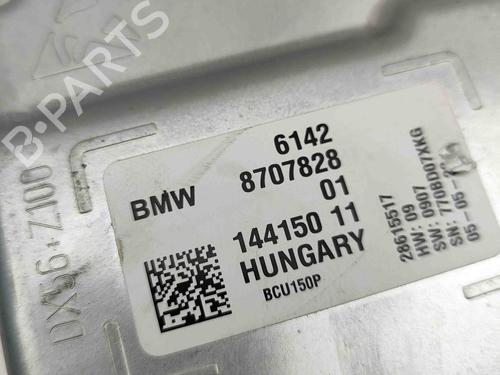 B-PARTS
DX56+Z100
BMW
6142
8707828
01
144150 11
HUNGARY
BCU150P
28615517
HW: 09
SW: 0907
SN: 7708007XKG
05-05-